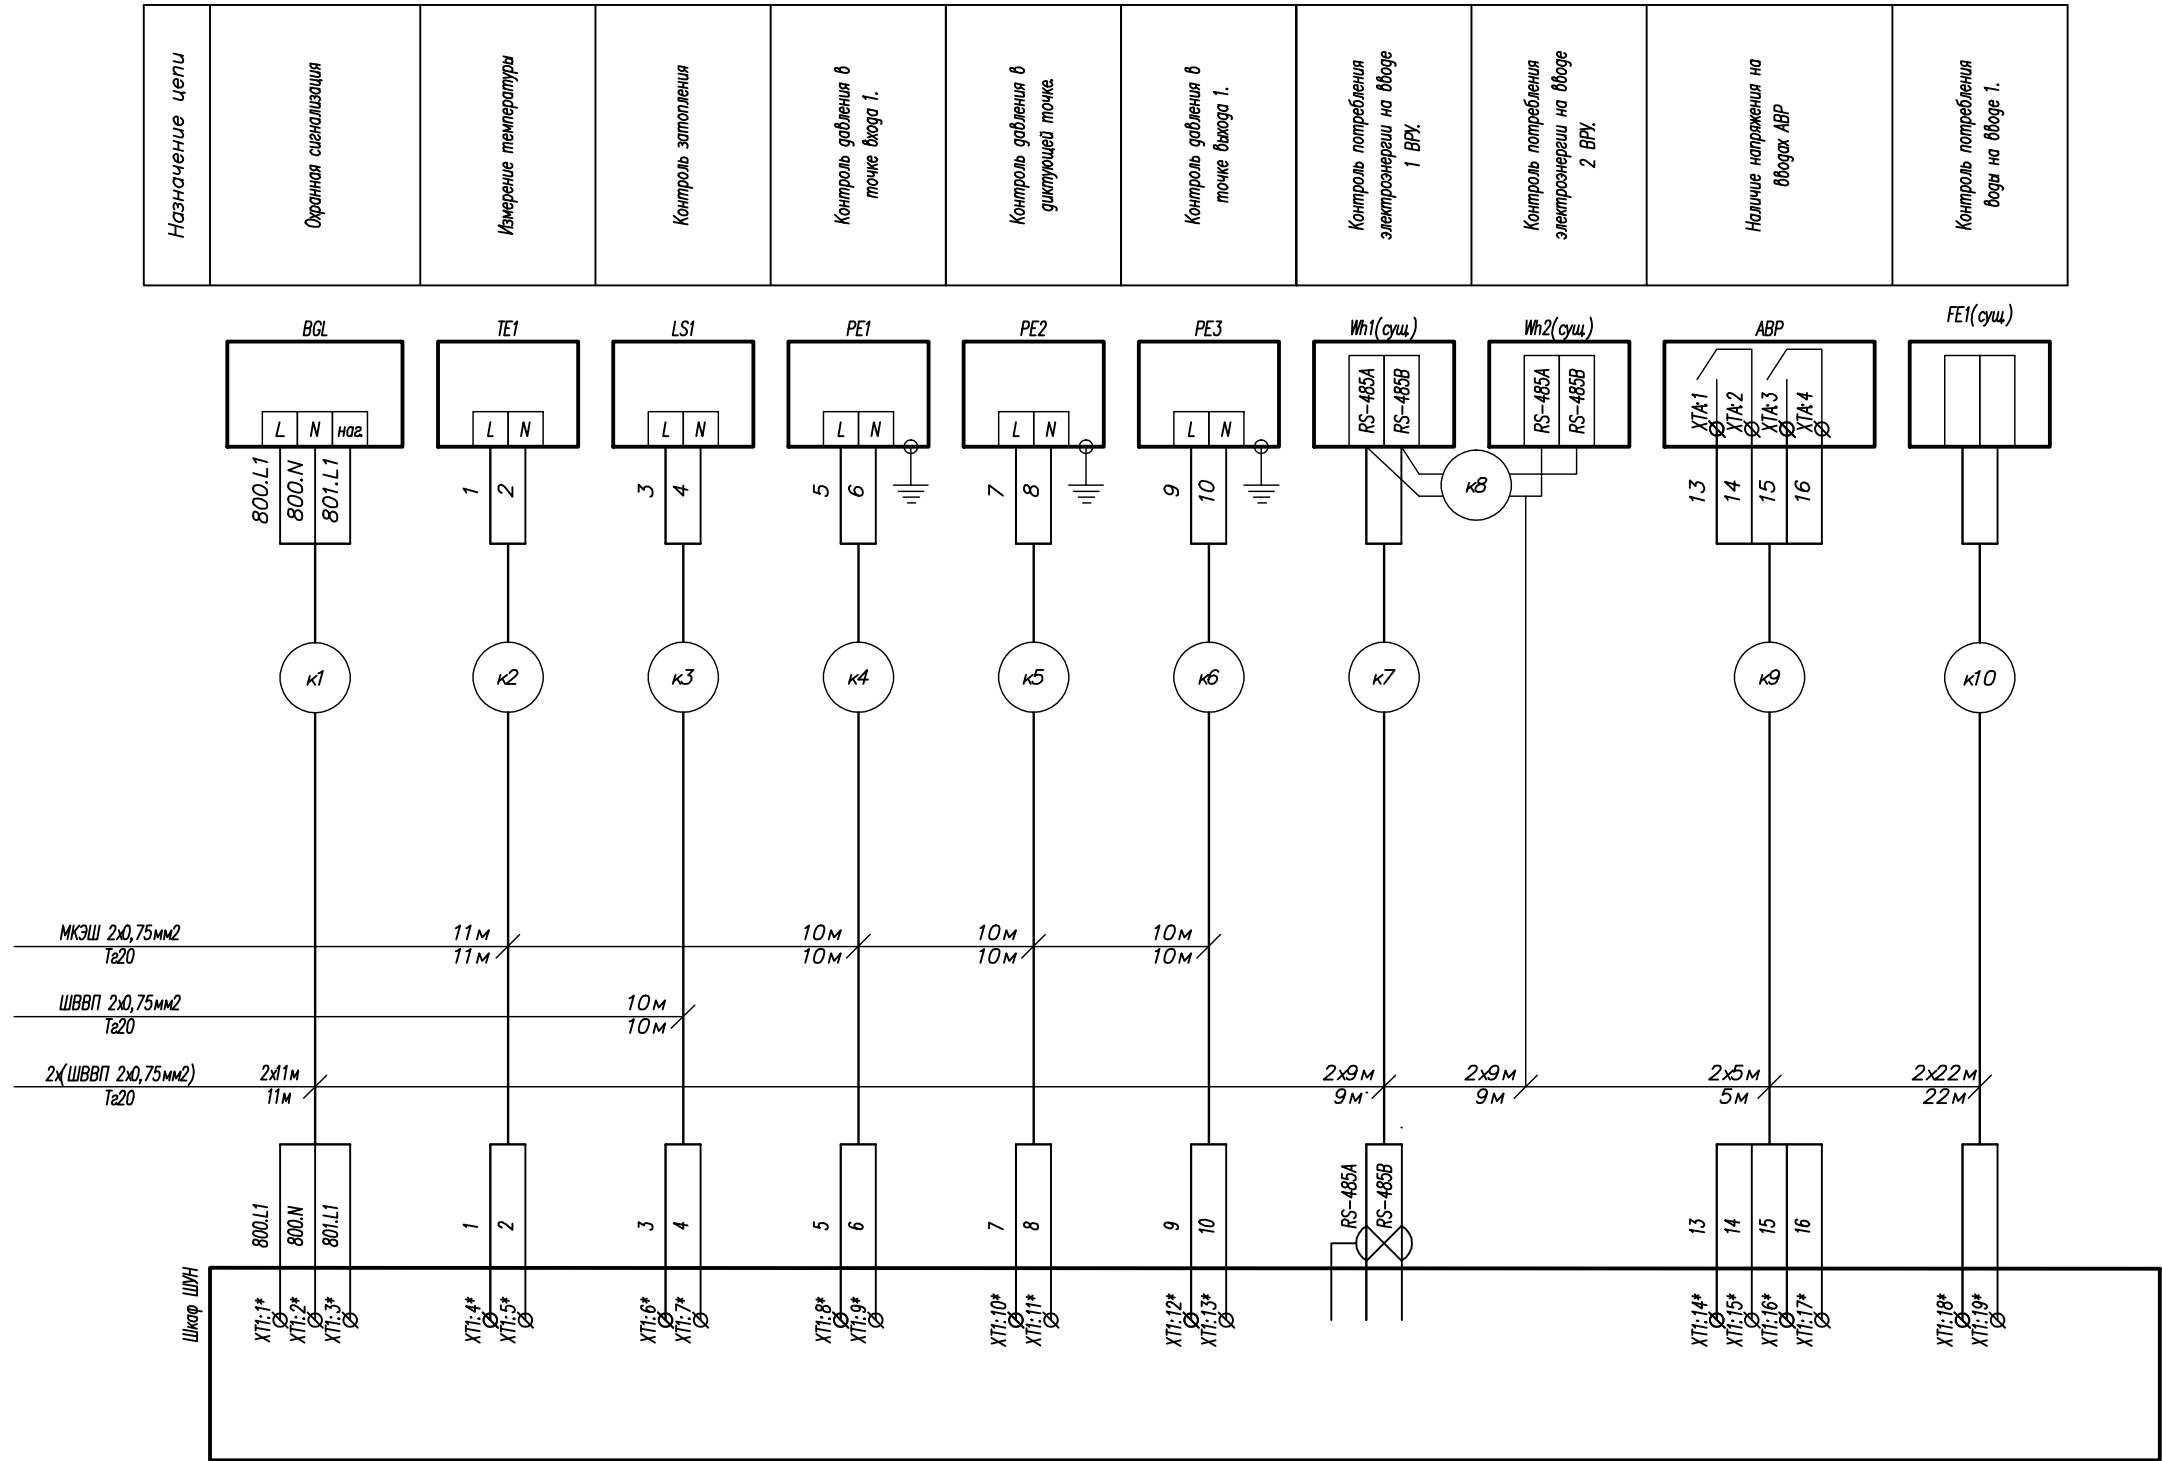 Назначение цепи
Охранная сигнализация
Измерение температуры
Контроль затопления
Контроль давления в
точке входа 1.
Контроль давления в
диктующей точке.
Контроль давления в
точке выхода 1.
Контроль потребления
электроэнергии на вводе
1 ВРУ.
Контроль потребления
электроэнергии на вводе
2 ВРУ.
Наличие напряжения на
вводах АВР
Контроль потребления
воды на вводе 1.
BGL
TE1
LS1
PE1
PE2
PE3
Wh1(сущ.)
Wh2(сущ.)
АВР
FE1(сущ.)
L N наг.
L N
L N
L N
L N
L N
RS-485A
RS-485B
RS-485A
RS-485B
XTA:1
XTA:2
XTA:3
XTA:4
800.L1
800.N
801.L1
1
2
3
4
5
6
7
8
9
10
к8
13
14
15
16
к1
к2
к3
к4
к5
к6
к7
к9
к10
МКЭШ 2х0,75мм2
11м
10м
10м
10м
Тг20
11м
10м
10м
10м
ШВВП 2х0,75мм2
10м
Тг20
10м
2х(ШВВП 2х0,75мм2)
2х11м
2х9м
2х9м
2х5м
2х22м
Тг20
11м
9м
9м
5м
22м
800.L1
800.N
801.L1
1
2
3
4
5
6
7
8
9
10
RS-485A
RS-485B
13
14
15
16
Шкаф ШУН
XT1:1*
XT1:2*
XT1:3*
XT1:4*
XT1:5*
XT1:6*
XT1:7*
XT1:8*
XT1:9*
XT1:10*
XT1:11*
XT1:12*
XT1:13*
XT1:14*
XT1:15*
XT1:16*
XT1:17*
XT1:18*
XT1:19*